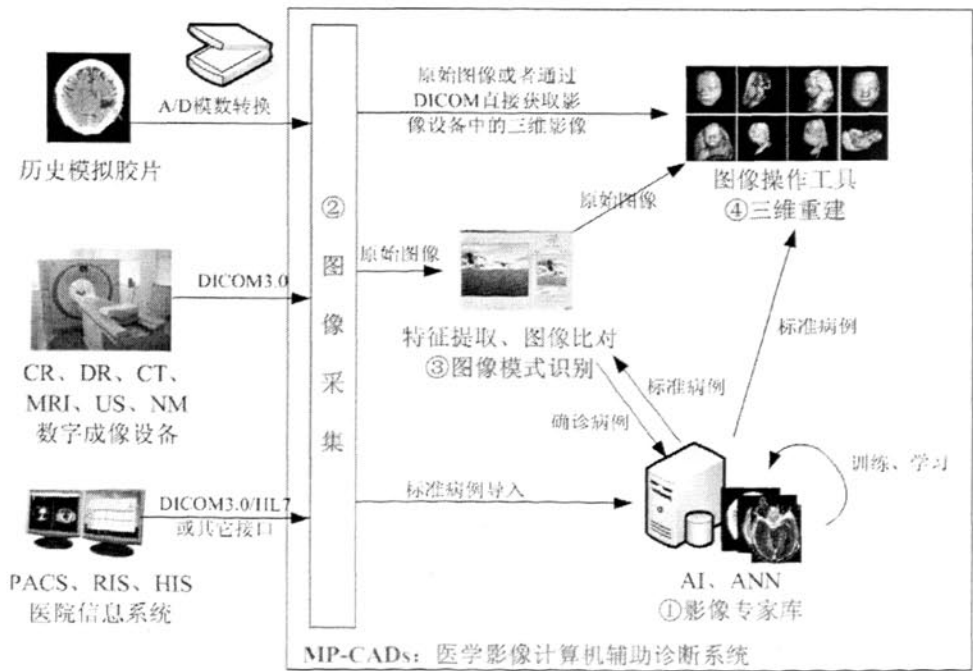 A/D模数转换
历史模拟胶片
DICOM3.0
CR、DR、CT、
MRI、US、NM
数字成像设备
DICOM3.0/HL7
或其它接口
PACS、RIS、HIS
医院信息系统
②
图
像
采
集
原始图像或者通过
DICOM直接获取影
像设备中的三维影像
图像操作工具
④三维重建
原始图像
原始图像
特征提取、图像比对
③图像模式识别
标准病例
标准病例
确诊病例
训练、学习
标准病例导入
AI、ANN
①影像专家库
MP-CADs：医学影像计算机辅助诊断系统